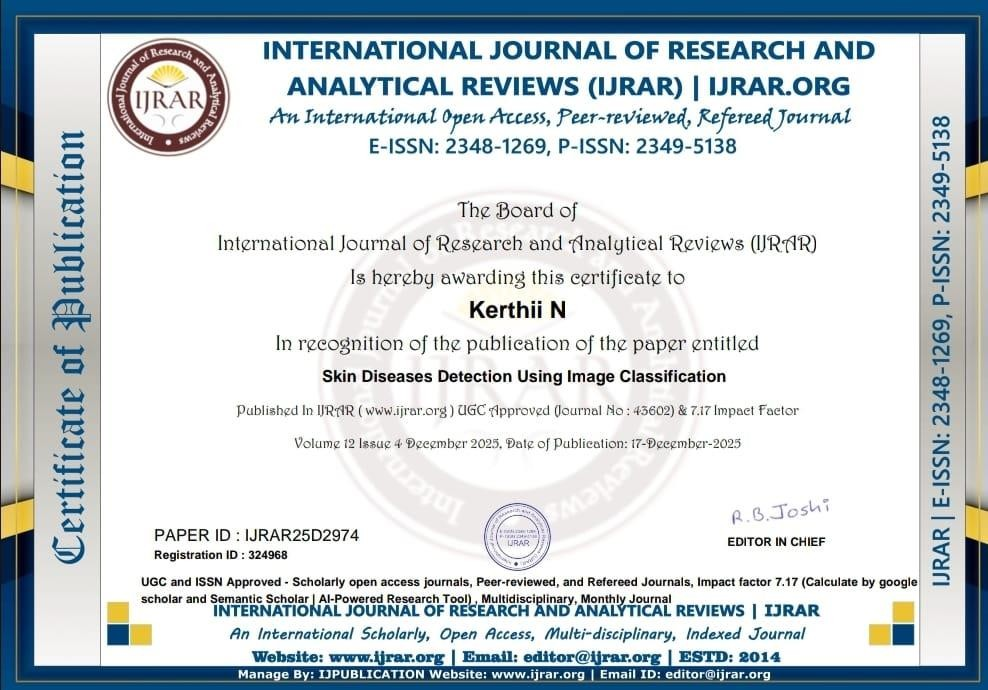 INTERNATIONAL JOURNAL OF RESEARCH AND
ANALYTICAL REVIEWS (IJRAR) | IJRAR.ORG
An International Open Access, Peer-reviewed, Refereed Journal
E-ISSN: 2348-1269, P-ISSN: 2349-5138
International Journal of Research and Analytical Reviews
IJRAR
Certificate of Publication
The Board of
International Journal of Research and Analytical Reviews (IJRAR)
Is hereby awarding this certificate to
Kerthii N
In recognition of the publication of the paper entitled
Skin Diseases Detection Using Image Classification
Published In IJRAR ( www.ijrar.org ) UGC Approved (Journal No : 43602) & 7.17 Impact Factor
Volume 12 Issue 4 December 2025, Date of Publication: 17-December-2025
PAPER ID : IJRAR25D2974
Registration ID : 324968
IJRAR
R.B.Joshi
EDITOR IN CHIEF
UGC and ISSN Approved - Scholarly open access journals, Peer-reviewed, and Refereed Journals, Impact factor 7.17 (Calculate by google
scholar and Semantic Scholar | AI-Powered Research Tool) , Multidisciplinary, Monthly Journal
INTERNATIONAL JOURNAL OF RESEARCH AND ANALYTICAL REVIEWS | IJRAR
An International Scholarly, Open Access, Multi-disciplinary, Indexed Journal
Website: www.ijrar.org | Email: editor@ijrar.org | ESTD: 2014
Manage By: IJPUBLICATION Website: www.ijrar.org | Email ID: editor@ijrar.org
IJRAR | E-ISSN: 2348-1269, P-ISSN: 2349-5138